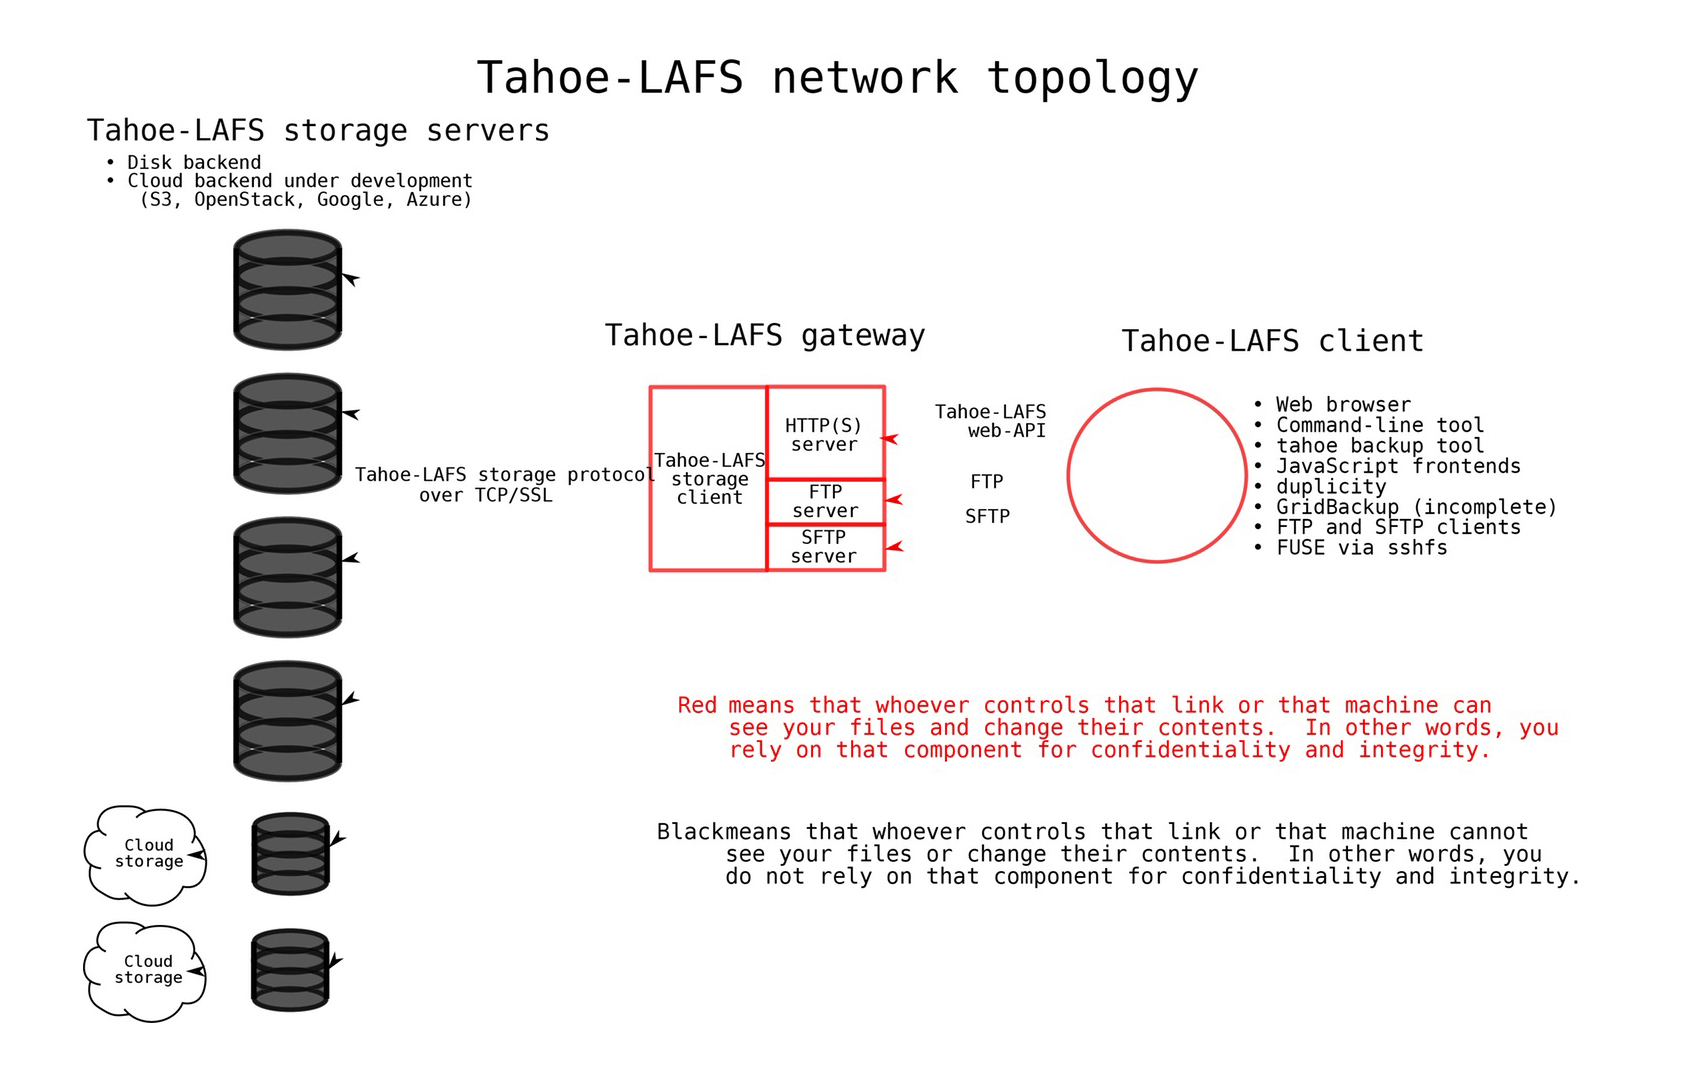 Tahoe-LAFS network topology
Tahoe-LAFS storage servers
• Disk backend
• Cloud backend under development
(S3, OpenStack, Google, Azure)
Tahoe-LAFS storage protocol
over TCP/SSL
Tahoe-LAFS gateway
Tahoe-LAFS
storage
client
HTTP(S)
server
FTP
server
SFTP
server
Tahoe-LAFS
web-API
FTP
SFTP
Tahoe-LAFS client
• Web browser
• Command-line tool
• tahoe backup tool
• JavaScript frontends
• duplicity
• GridBackup (incomplete)
• FTP and SFTP clients
• FUSE via sshfs
Red means that whoever controls that link or that machine can
see your files and change their contents.  In other words, you
rely on that component for confidentiality and integrity.
Blackmeans that whoever controls that link or that machine cannot
see your files or change their contents.  In other words, you
do not rely on that component for confidentiality and integrity.
Cloud
storage
Cloud
storage